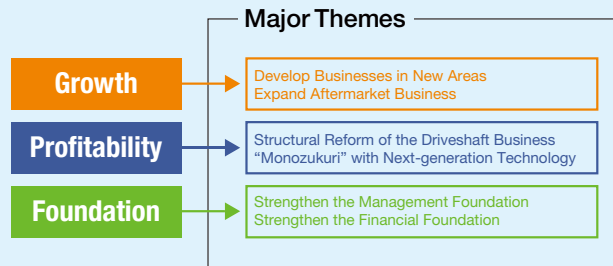 Major Themes
Growth
Develop Businesses in New Areas
Expand Aftermarket Business
Profitability
Structural Reform of the Driveshaft Business
“Monozukuri” with Next-generation Technology
Foundation
Strengthen the Management Foundation
Strengthen the Financial Foundation